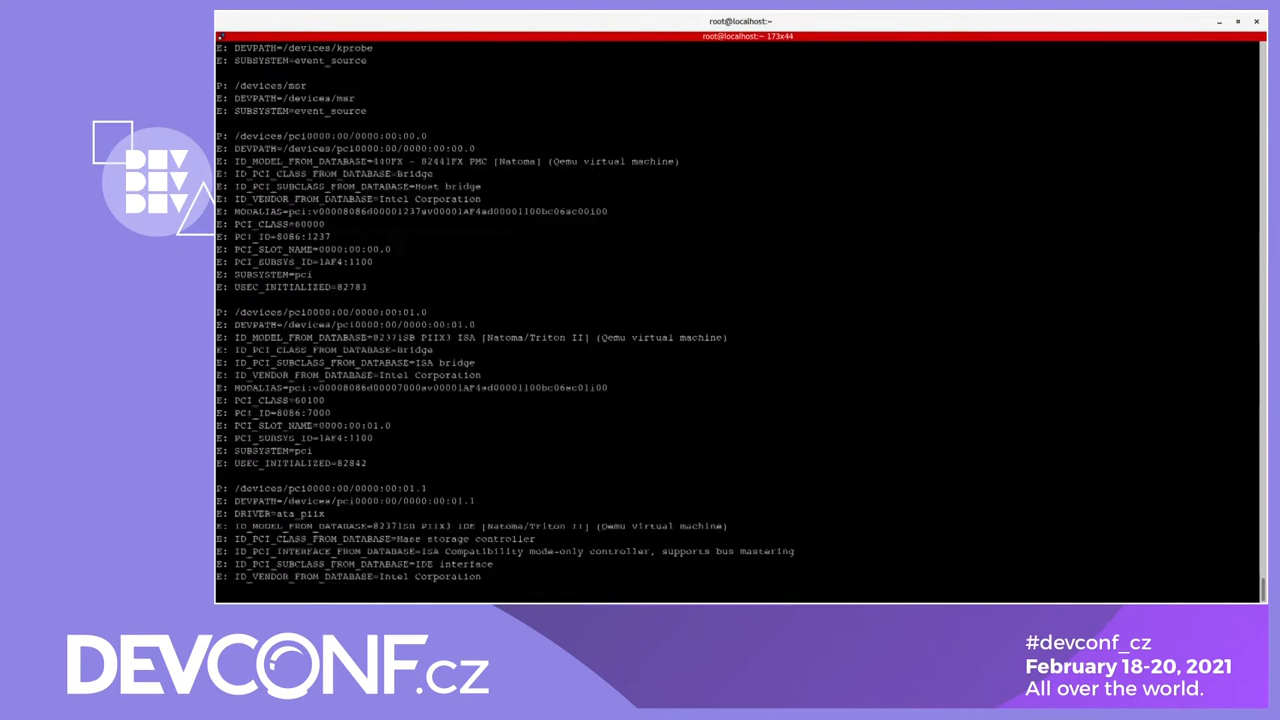 root@localhost:~
root@localhost:~ 173x44
E: DEVPATH=/devices/kprobe
E: SUBSYSTEM=event_source
P: /devices/msr
E: DEVPATH=/devices/msr
E: SUBSYSTEM=event_source
P: /devices/pci0000:00/0000:00:00.0
E: DEVPATH=/devices/pci0000:00/0000:00:00.0
E: ID_MODEL_FROM_DATABASE=440FX - 82441FX PMC [Natoma] (Qemu virtual machine)
E: ID_PCI_CLASS_FROM_DATABASE=Bridge
E: ID_PCI_SUBCLASS_FROM_DATABASE=Host bridge
E: ID_VENDOR_FROM_DATABASE=Intel Corporation
E: MODALIAS=pci:v00008086d00001237sv00001AF4sd00001100bc06sc00i00
E: PCI_CLASS=60000
E: PCI_ID=8086:1237
E: PCI_SLOT_NAME=0000:00:00.0
E: PCI_SUBSYS_ID=1AF4:1100
E: SUBSYSTEM=pci
E: USEC_INITIALIZED=82783
P: /devices/pci0000:00/0000:00:01.0
E: DEVPATH=/devices/pci0000:00/0000:00:01.0
E: ID_MODEL_FROM_DATABASE=82371SB PIIX3 ISA [Natoma/Triton II] (Qemu virtual machine)
E: ID_PCI_CLASS_FROM_DATABASE=Bridge
E: ID_PCI_SUBCLASS_FROM_DATABASE=ISA bridge
E: ID_VENDOR_FROM_DATABASE=Intel Corporation
E: MODALIAS=pci:v00008086d00007000sv00001AF4sd00001100bc06sc01i00
E: PCI_CLASS=60100
E: PCI_ID=8086:7000
E: PCI_SLOT_NAME=0000:00:01.0
E: PCI_SUBSYS_ID=1AF4:1100
E: SUBSYSTEM=pci
E: USEC_INITIALIZED=82842
P: /devices/pci0000:00/0000:00:01.1
E: DEVPATH=/devices/pci0000:00/0000:00:01.1
E: DRIVER=ata_piix
E: ID_MODEL_FROM_DATABASE=82371SB PIIX3 IDE [Natoma/Triton II] (Qemu virtual machine)
E: ID_PCI_CLASS_FROM_DATABASE=Mass storage controller
E: ID_PCI_INTERFACE_FROM_DATABASE=ISA Compatibility mode-only controller, supports bus mastering
E: ID_PCI_SUBCLASS_FROM_DATABASE=IDE interface
E: ID_VENDOR_FROM_DATABASE=Intel Corporation
DEV
DEV
DEV
DEVCONF.cz
#devconf_cz
February 18-20, 2021
All over the world.